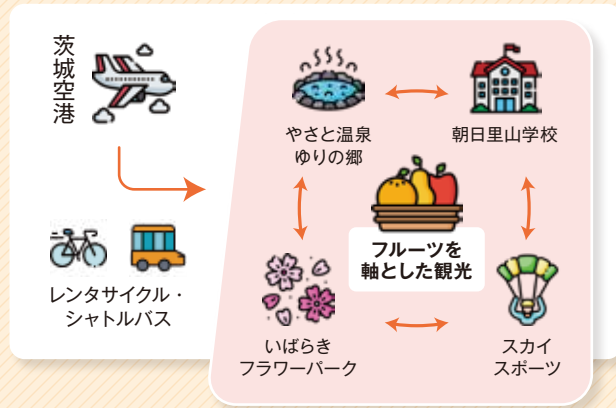 茨城空港
やさと温泉
ゆりの郷
朝日里山学校
フルーツを
軸とした観光
レンタサイクル・
シャトルバス
いばらき
フラワーパーク
スカイ
スポーツ